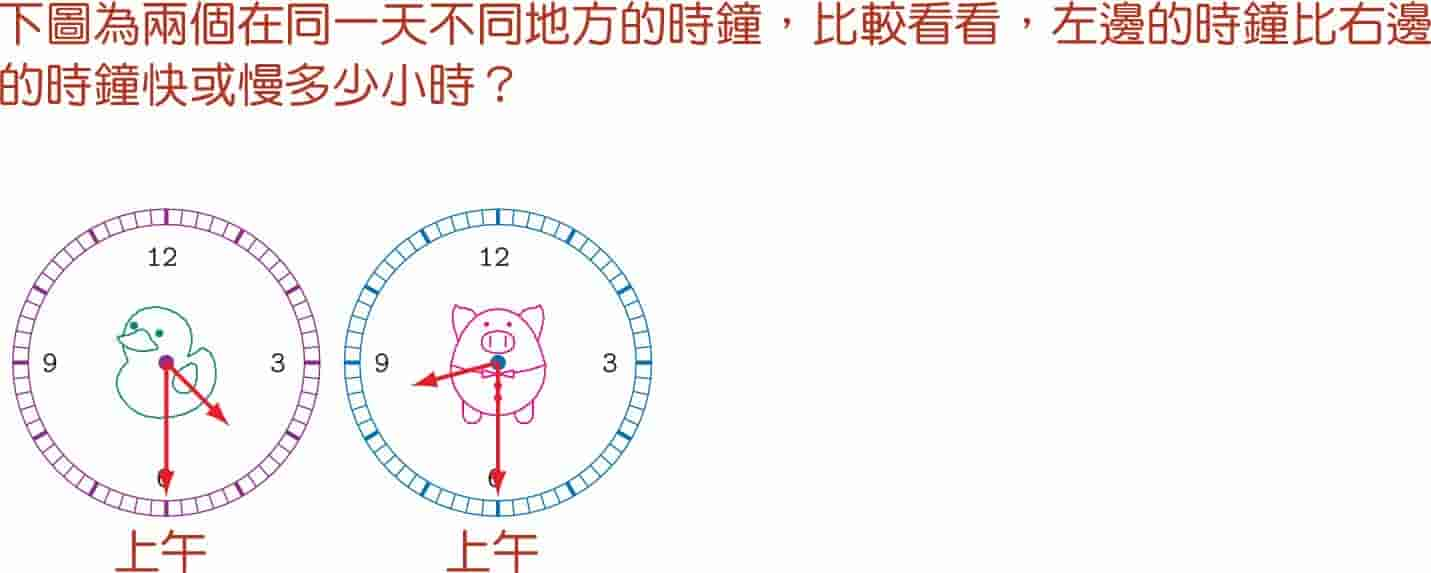 下圖為兩個在同一天不同地方的時鐘，比較看看，左邊的時鐘比右邊
的時鐘快或慢多少小時？
12 12
9 3 9 3
6 6
上午 上午